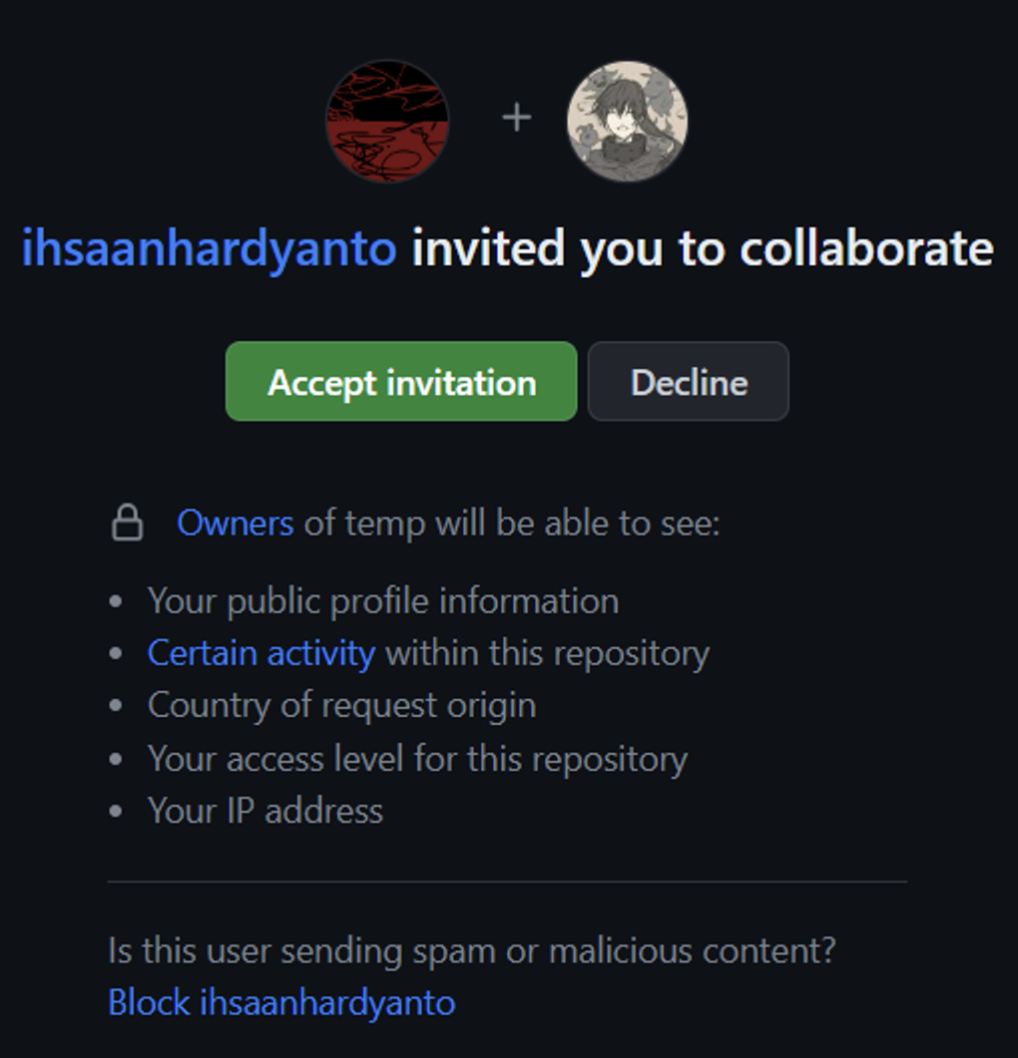 ihsaanhardyanto invited you to collaborate
Accept invitation
Decline
Owners of temp will be able to see:
Your public profile information
Certain activity within this repository
Country of request origin
Your access level for this repository
Your IP address
Is this user sending spam or malicious content?
Block ihsaanhardyanto